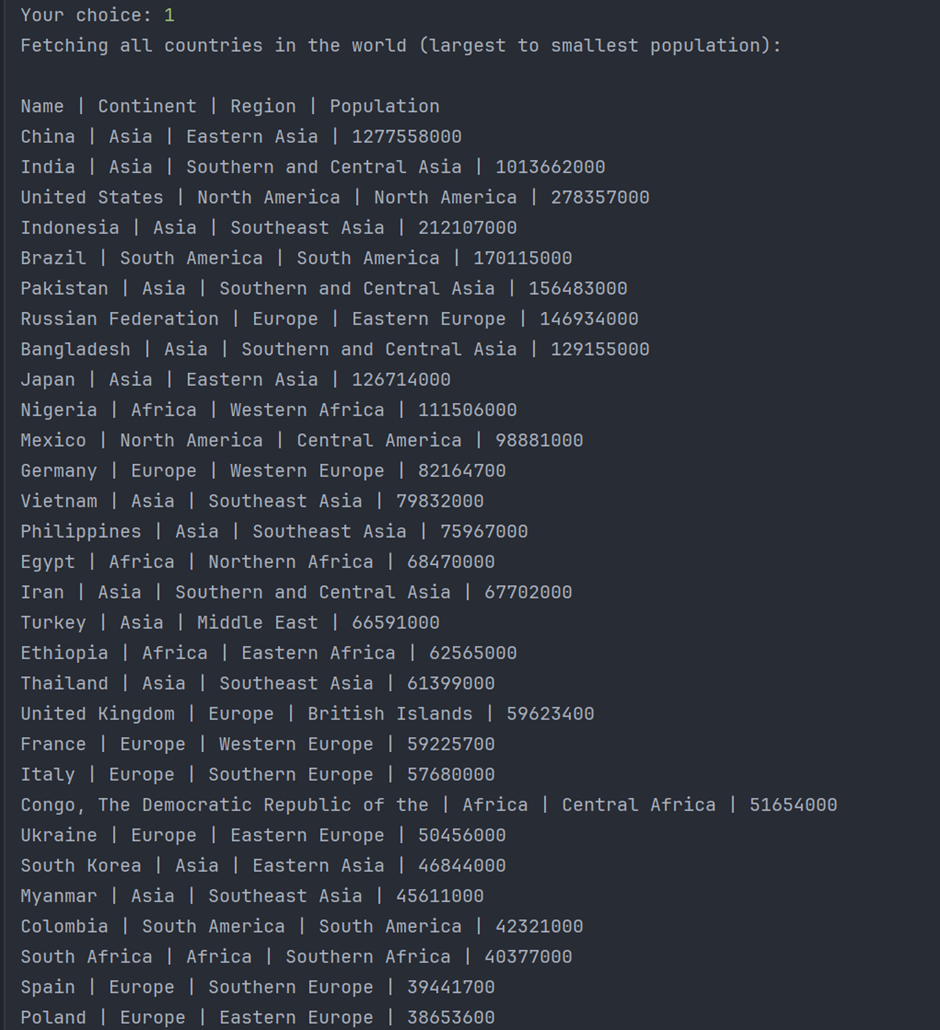 Your choice: 1
Fetching all countries in the world (largest to smallest population):
Name | Continent | Region | Population
China | Asia | Eastern Asia | 1277558000
India | Asia | Southern and Central Asia | 1013662000
United States | North America | North America | 278357000
Indonesia | Asia | Southeast Asia | 212107000
Brazil | South America | South America | 170115000
Pakistan | Asia | Southern and Central Asia | 156483000
Russian Federation | Europe | Eastern Europe | 146934000
Bangladesh | Asia | Southern and Central Asia | 129155000
Japan | Asia | Eastern Asia | 126714000
Nigeria | Africa | Western Africa | 111506000
Mexico | North America | Central America | 98881000
Germany | Europe | Western Europe | 82164700
Vietnam | Asia | Southeast Asia | 79832000
Philippines | Asia | Southeast Asia | 75967000
Egypt | Africa | Northern Africa | 68470000
Iran | Asia | Southern and Central Asia | 67702000
Turkey | Asia | Middle East | 66591000
Ethiopia | Africa | Eastern Africa | 62565000
Thailand | Asia | Southeast Asia | 61399000
United Kingdom | Europe | British Islands | 59623400
France | Europe | Western Europe | 59225700
Italy | Europe | Southern Europe | 57680000
Congo, The Democratic Republic of the | Africa | Central Africa | 51654000
Ukraine | Europe | Eastern Europe | 50456000
South Korea | Asia | Eastern Asia | 46844000
Myanmar | Asia | Southeast Asia | 45611000
Colombia | South America | South America | 42321000
South Africa | Africa | Southern Africa | 40377000
Spain | Europe | Southern Europe | 39441700
Poland | Europe | Eastern Europe | 38653600